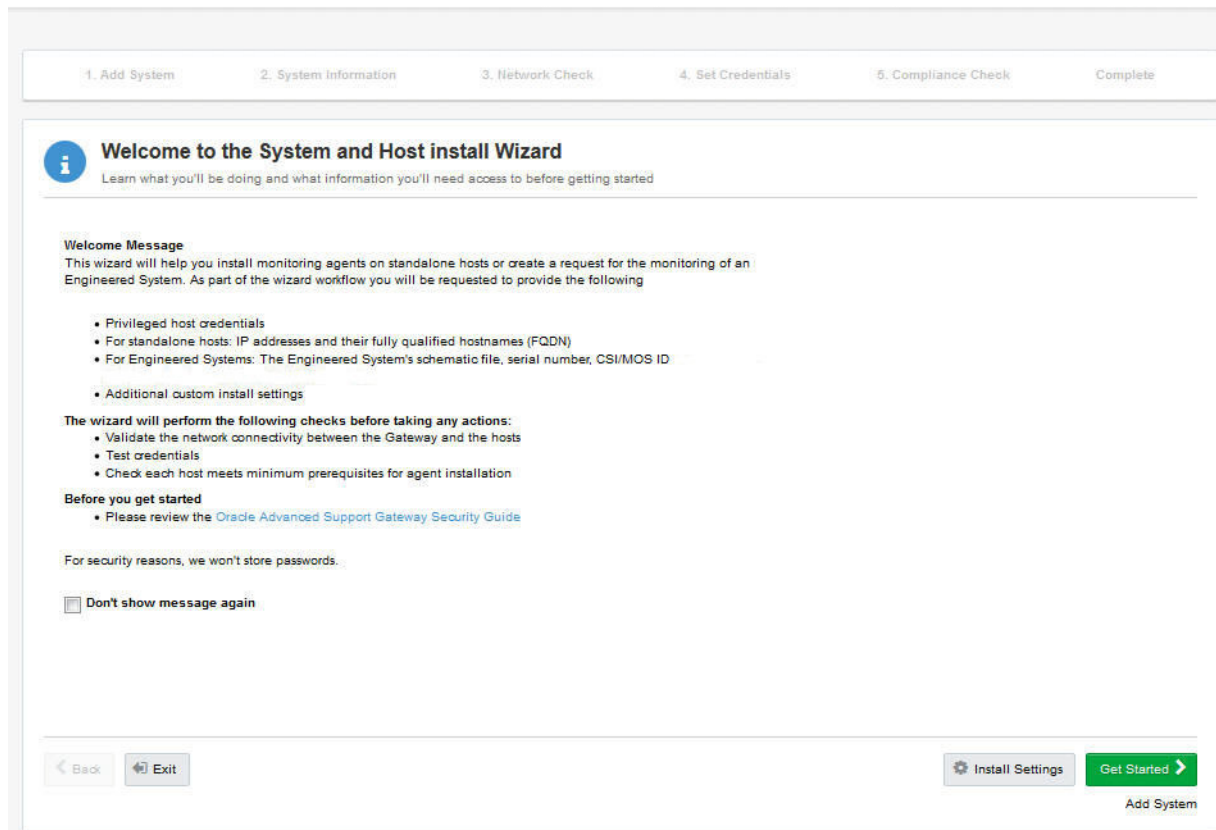 1. Add System 2. System Information 3. Network Check 4. Set Credentials 5. Compliance Check Complete
Welcome to the System and Host install Wizard
Learn what you'll be doing and what information you'll need access to before getting started
Welcome Message
This wizard will help you install monitoring agents on standalone hosts or create a request for the monitoring of an
Engineered System. As part of the wizard workflow you will be requested to provide the following
• Privileged host credentials
• For standalone hosts: IP addresses and their fully qualified hostnames (FQDN)
• For Engineered Systems: The Engineered System's schematic file, serial number, CSI/MOS ID
• Additional custom install settings
The wizard will perform the following checks before taking any actions:
• Validate the network connectivity between the Gateway and the hosts
• Test credentials
• Check each host meets minimum prerequisites for agent installation
Before you get started
• Please review the Oracle Advanced Support Gateway Security Guide
For security reasons, we won't store passwords.
Don't show message again
Back Exit Install Settings Get Started
Add System